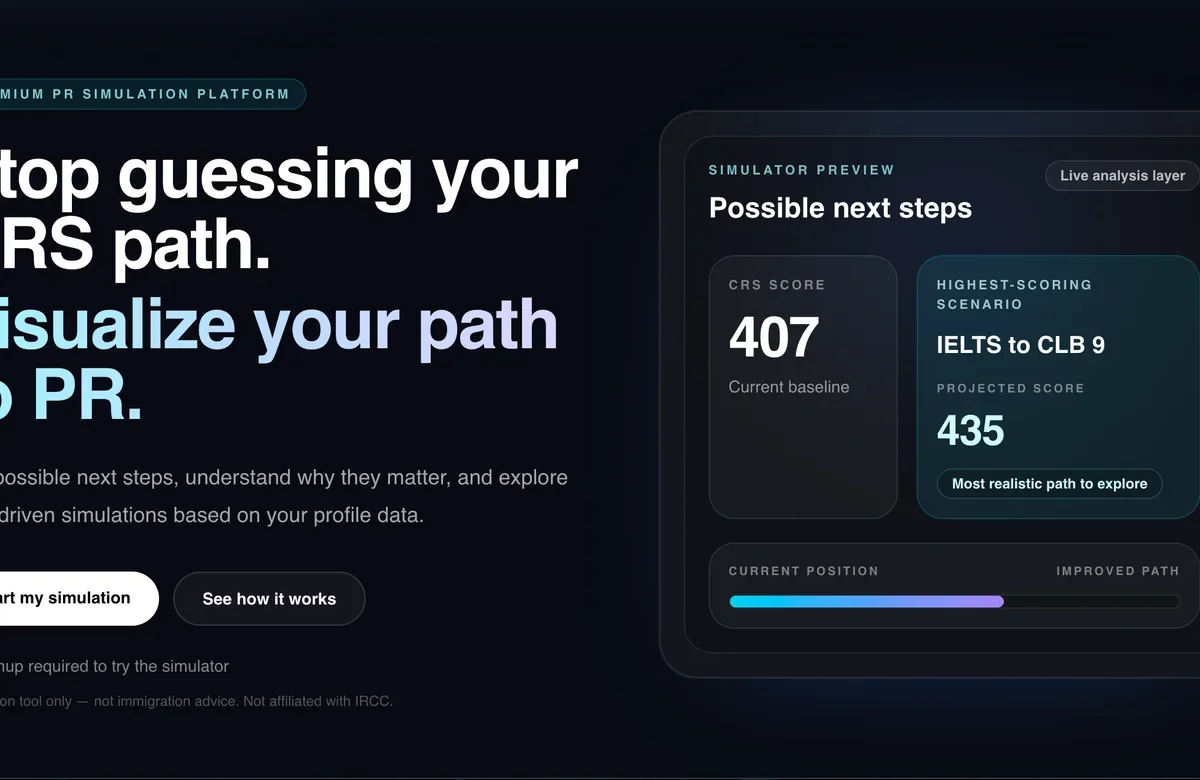 MIUM PR SIMULATION PLATFORM
top guessing your
RS path.
isualize your path
o PR.
possible next steps, understand why they matter, and explore
driven simulations based on your profile data.
art my simulation
See how it works
nup required to try the simulator
on tool only — not immigration advice. Not affiliated with IRCC.
SIMULATOR PREVIEW
Live analysis layer
Possible next steps
CRS SCORE
407
Current baseline
HIGHEST-SCORING
SCENARIO
IELTS to CLB 9
PROJECTED SCORE
435
Most realistic path to explore
CURRENT POSITION
IMPROVED PATH